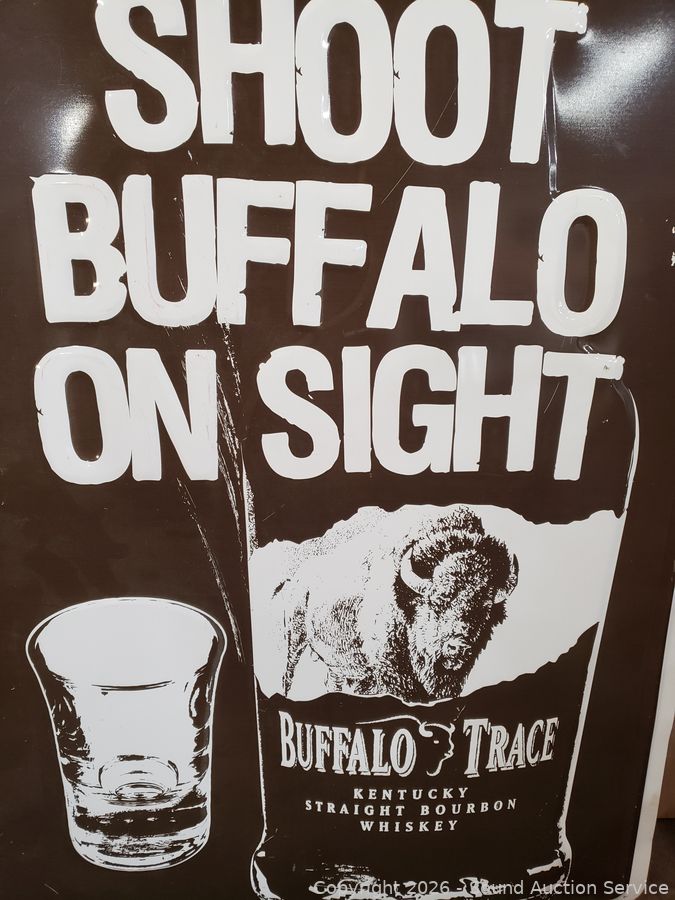 SHOOT
BUFFALO
ON SIGHT
BUFFALO TRACE
KENTUCKY
STRAIGHT BOURBON
WHISKEY
Copyright 2026 - Sound Auction Service